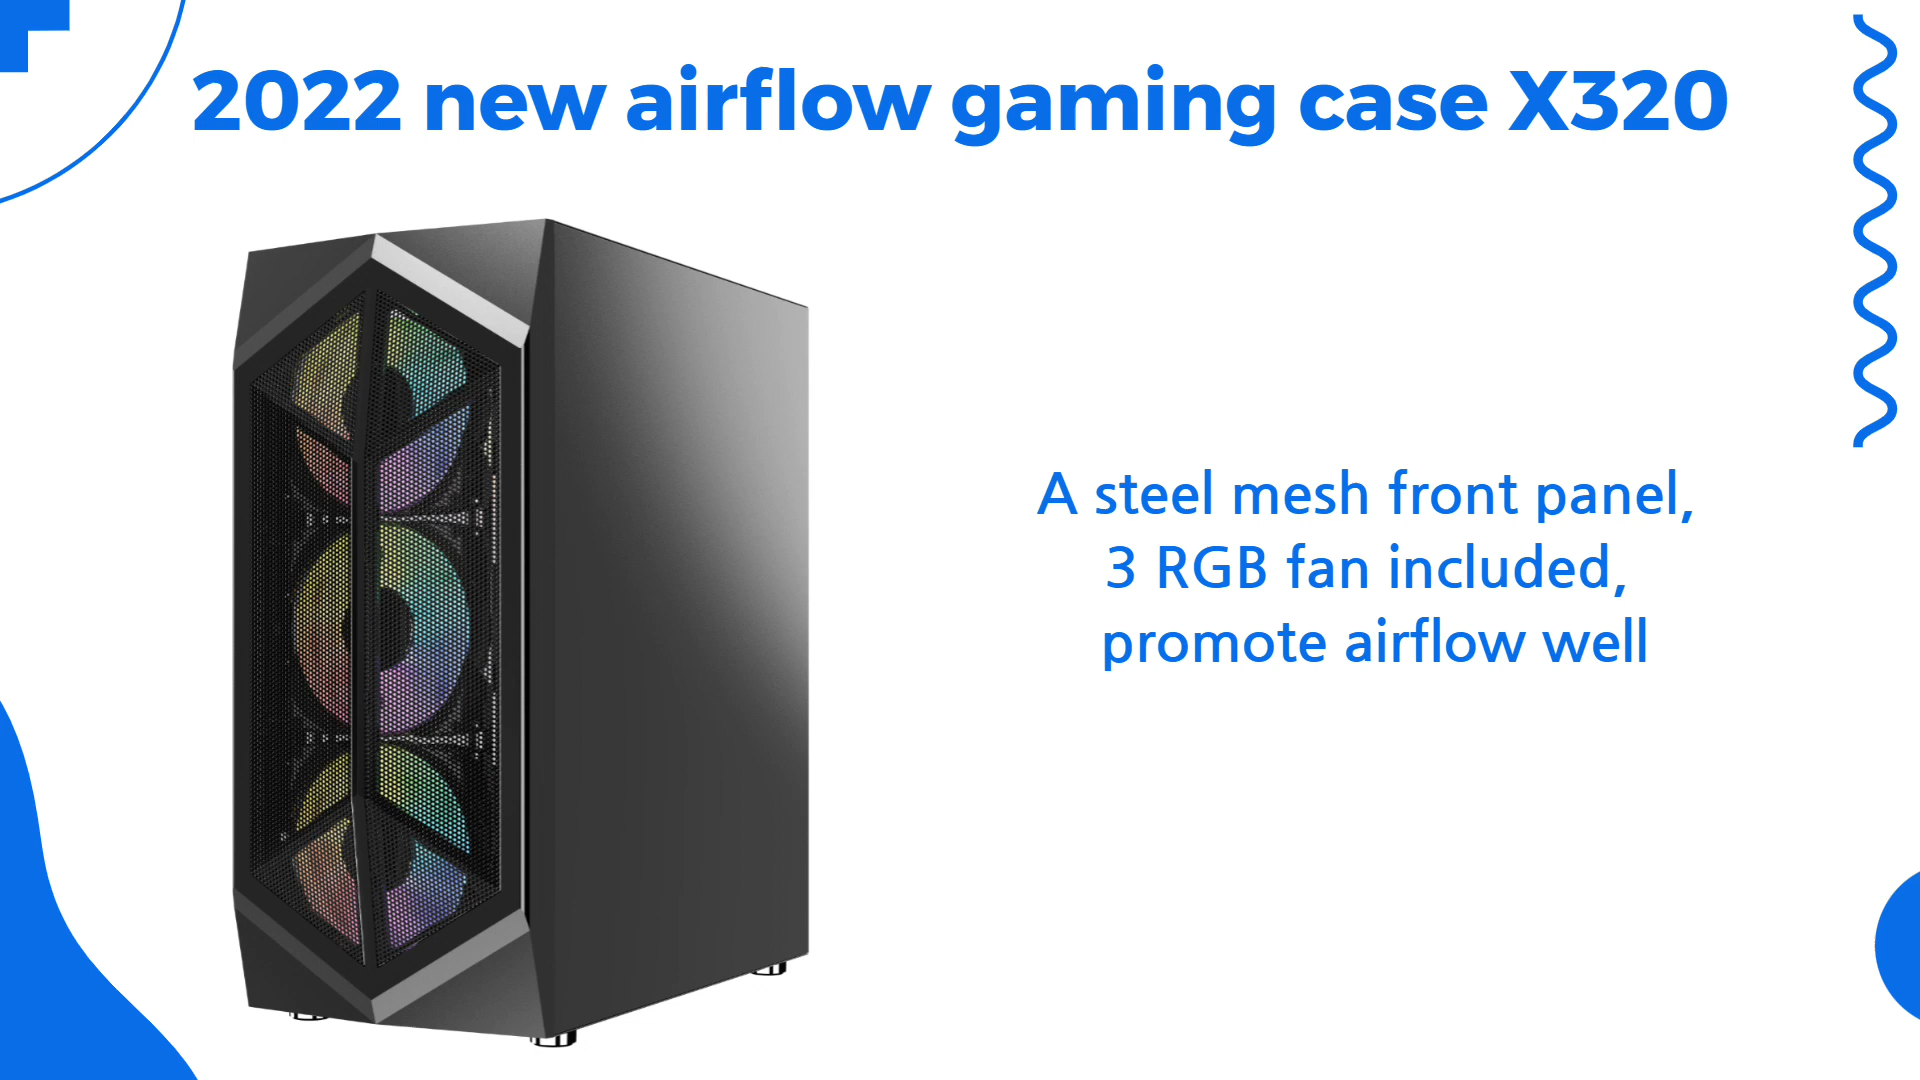 2022 new airflow gaming case X320
A steel mesh front panel,
3 RGB fan included,
promote airflow well